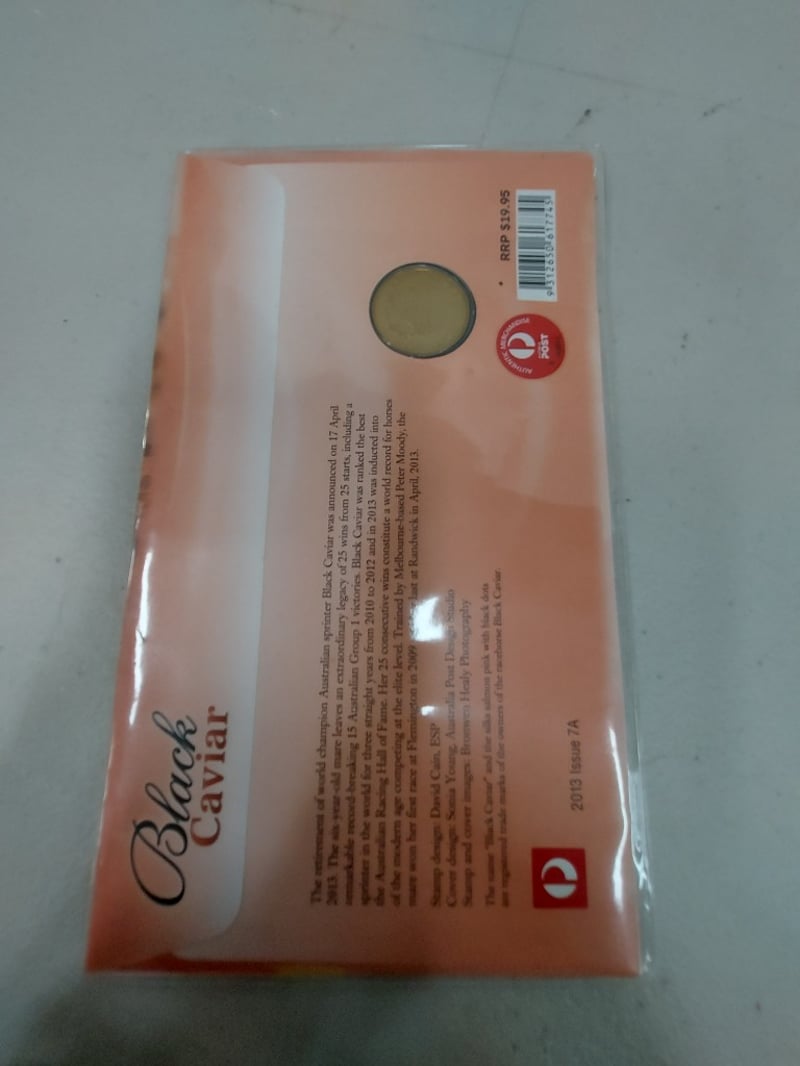 Black
Caviar
The retirement of world champion Australian sprinter Black Caviar was announced on 17 April
2013. The six-year-old mare leaves an extraordinary legacy of 25 wins from 25 starts, including a
remarkable record-breaking 15 Australian Group 1 victories. Black Caviar was ranked the best
sprinter in the world for three straight years from 2010 to 2012 and in 2013 was inducted into
the Australian Racing Hall of Fame. Her 25 consecutive wins constitute a world record for horses
of the modern age competing at the elite level. Trained by Melbourne-based Peter Moody, the
mare won her first race at Flemington in 2009 last at Randwick in April, 2013.
Stamp design: David Cain, ESP
Cover design: Sonia Young, Australia Post Design Studio
Stamp and cover images: Bronwen Healy Photography
The name "Black Caviar" and the silks salmon pink with black dots
are registered trade marks of the owners of the racehorse Black Caviar.
2013 Issue 7A
AUTHENTIC MERCHANDISE
POST
RRP $19.95
9 312650 617745